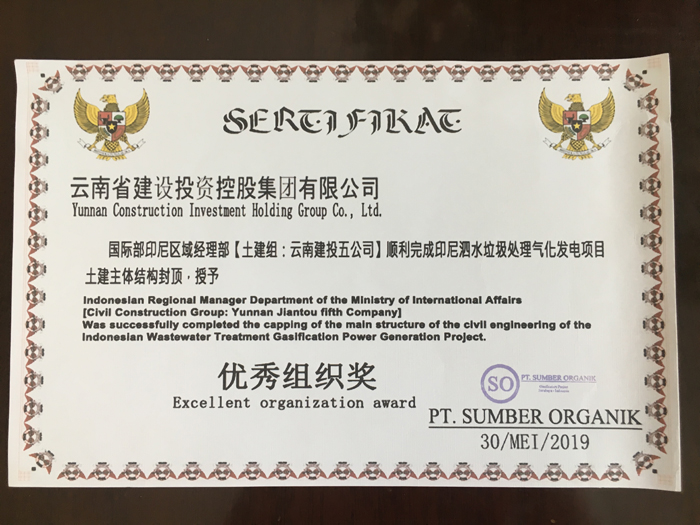 SERTIFIKAT
云南省建设投资控股集团有限公司
Yunnan Construction Investment Holding Group Co., Ltd.
国际部印尼区域经理部【土建组：云南建投五公司】顺利完成印尼泗水垃圾处理气化发电项目
土建主体结构封顶，授予
Indonesian Regional Manager Department of the Ministry of International Affairs
[Civil Construction Group: Yunnan Jiantou fifth Company]
Was successfully completed the capping of the main structure of the civil engineering of the
Indonesian Wastewater Treatment Gasification Power Generation Project.
优秀组织奖
Excellent organization award
SO
PT. SUMBER ORGANIK
PT. SUMBER ORGANIK
30/MEI/2019